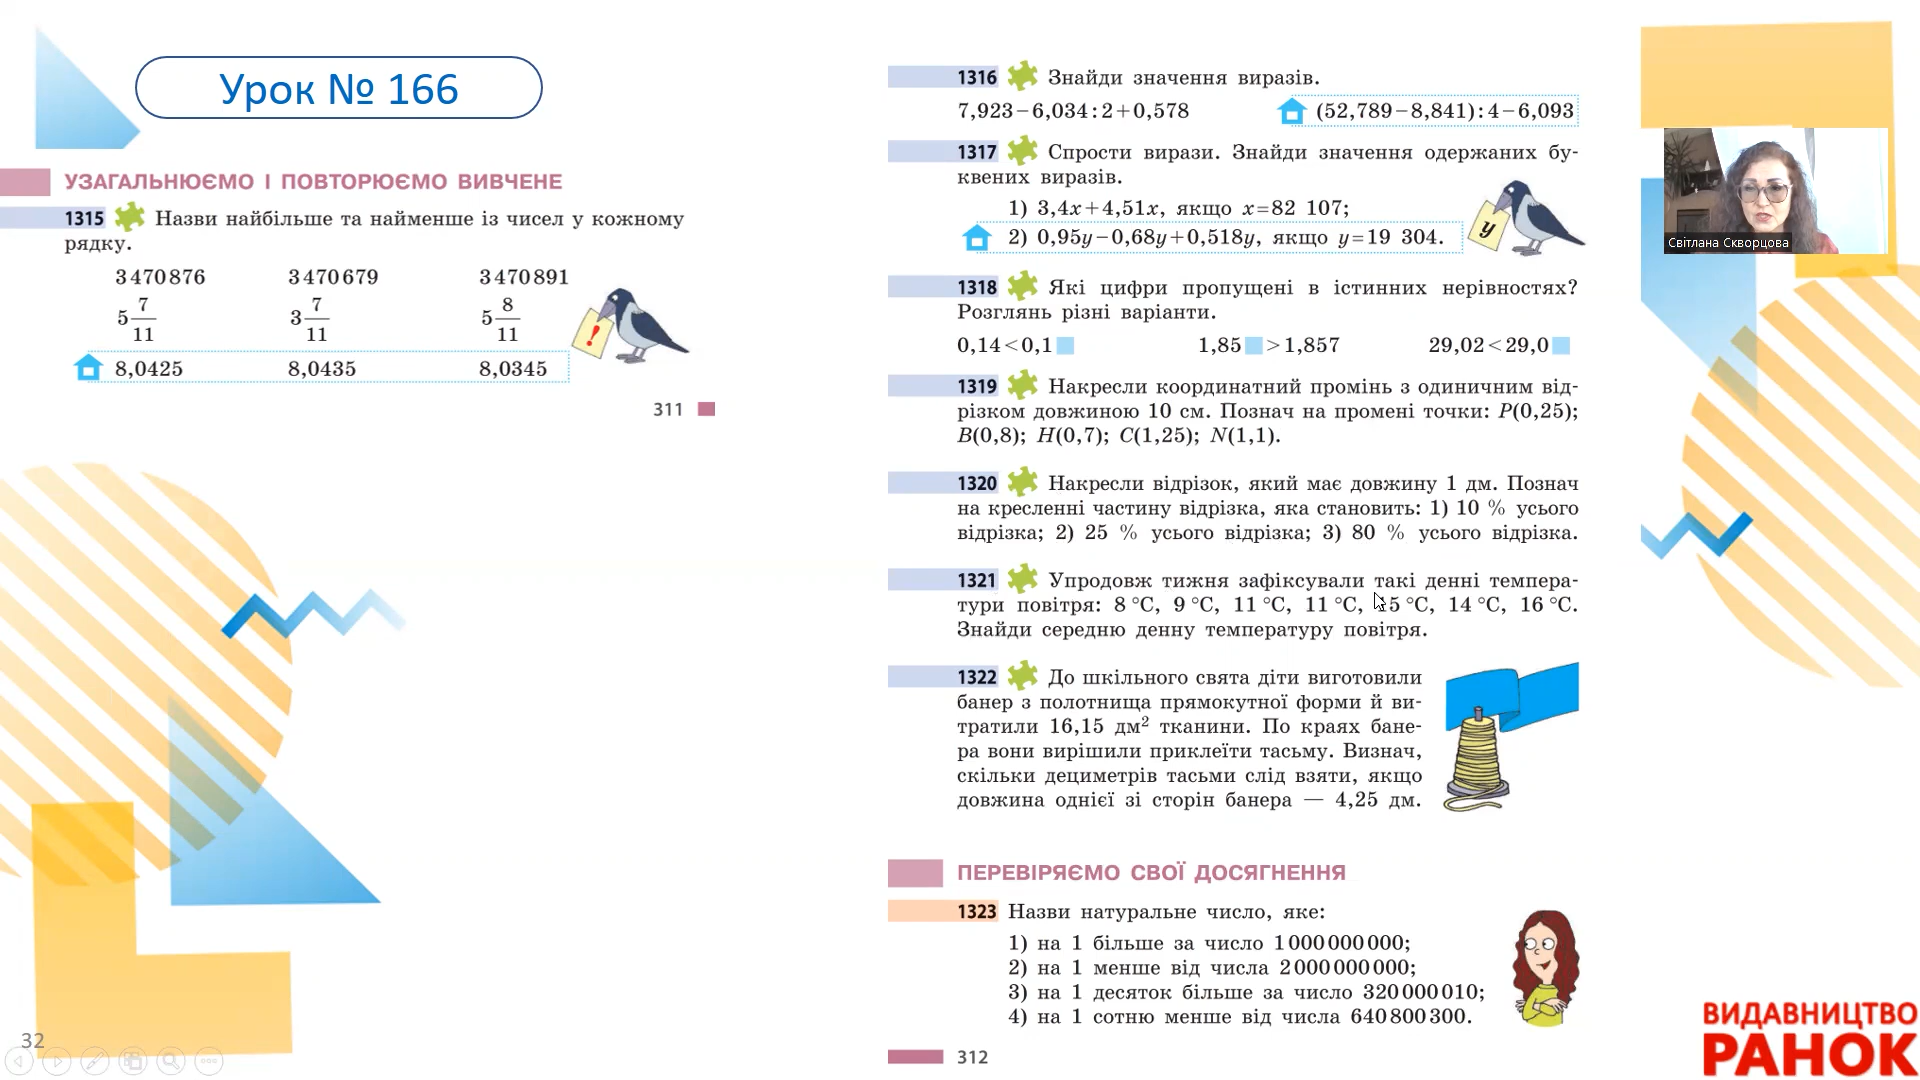 Урок № 166
УЗАГАЛЬНЮЄМО І ПОВТОРЮЄМО ВИВЧЕНЕ
1315 Назви найбільше та найменше із чисел у кожному
рядку.
3 470 876 3 470 679 3 470 891
5 7/11 3 7/11 5 8/11
8,0425 8,0435 8,0345
!
311
1316 Знайди значення виразів.
7,923 − 6,034 : 2 + 0,578 (52,789 − 8,841) : 4 − 6,093
1317 Спрости вирази. Знайди значення одержаних бу-
квених виразів.
1) 3,4x + 4,51x, якщо x = 82 107;
2) 0,95y − 0,68y + 0,518y, якщо y = 19 304.
y
1318 Які цифри пропущені в істинних нерівностях?
Розглянь різні варіанти.
0,14 < 0,1 1,85 > 1,857 29,02 < 29,0
1319 Накресли координатний промінь з одиничним від-
різком довжиною 10 см. Познач на промені точки: P(0,25);
B(0,8); H(0,7); C(1,25); N(1,1).
1320 Накресли відрізок, який має довжину 1 дм. Познач
на кресленні частину відрізка, яка становить: 1) 10 % усього
відрізка; 2) 25 % усього відрізка; 3) 80 % усього відрізка.
1321 Упродовж тижня зафіксували такі денні темпера-
тури повітря: 8 °C, 9 °C, 11 °C, 11 °C, 5 °C, 14 °C, 16 °C.
Знайди середню денну температуру повітря.
1322 До шкільного свята діти виготовили
банер з полотнища прямокутної форми й ви-
тратили 16,15 дм² тканини. По краях бане-
ра вони вирішили приклеїти тасьму. Визнач,
скільки дециметрів тасьми слід взяти, якщо
довжина однієї зі сторін банера — 4,25 дм.
ПЕРЕВІРЯЄМО СВОЇ ДОСЯГНЕННЯ
1323 Назви натуральне число, яке:
1) на 1 більше за число 1 000 000 000;
2) на 1 менше від числа 2 000 000 000;
3) на 1 десяток більше за число 320 000 010;
4) на 1 сотню менше від числа 640 800 300.
312
Світлана Скворцова
32
ВИДАВНИЦТВО
РАНОК